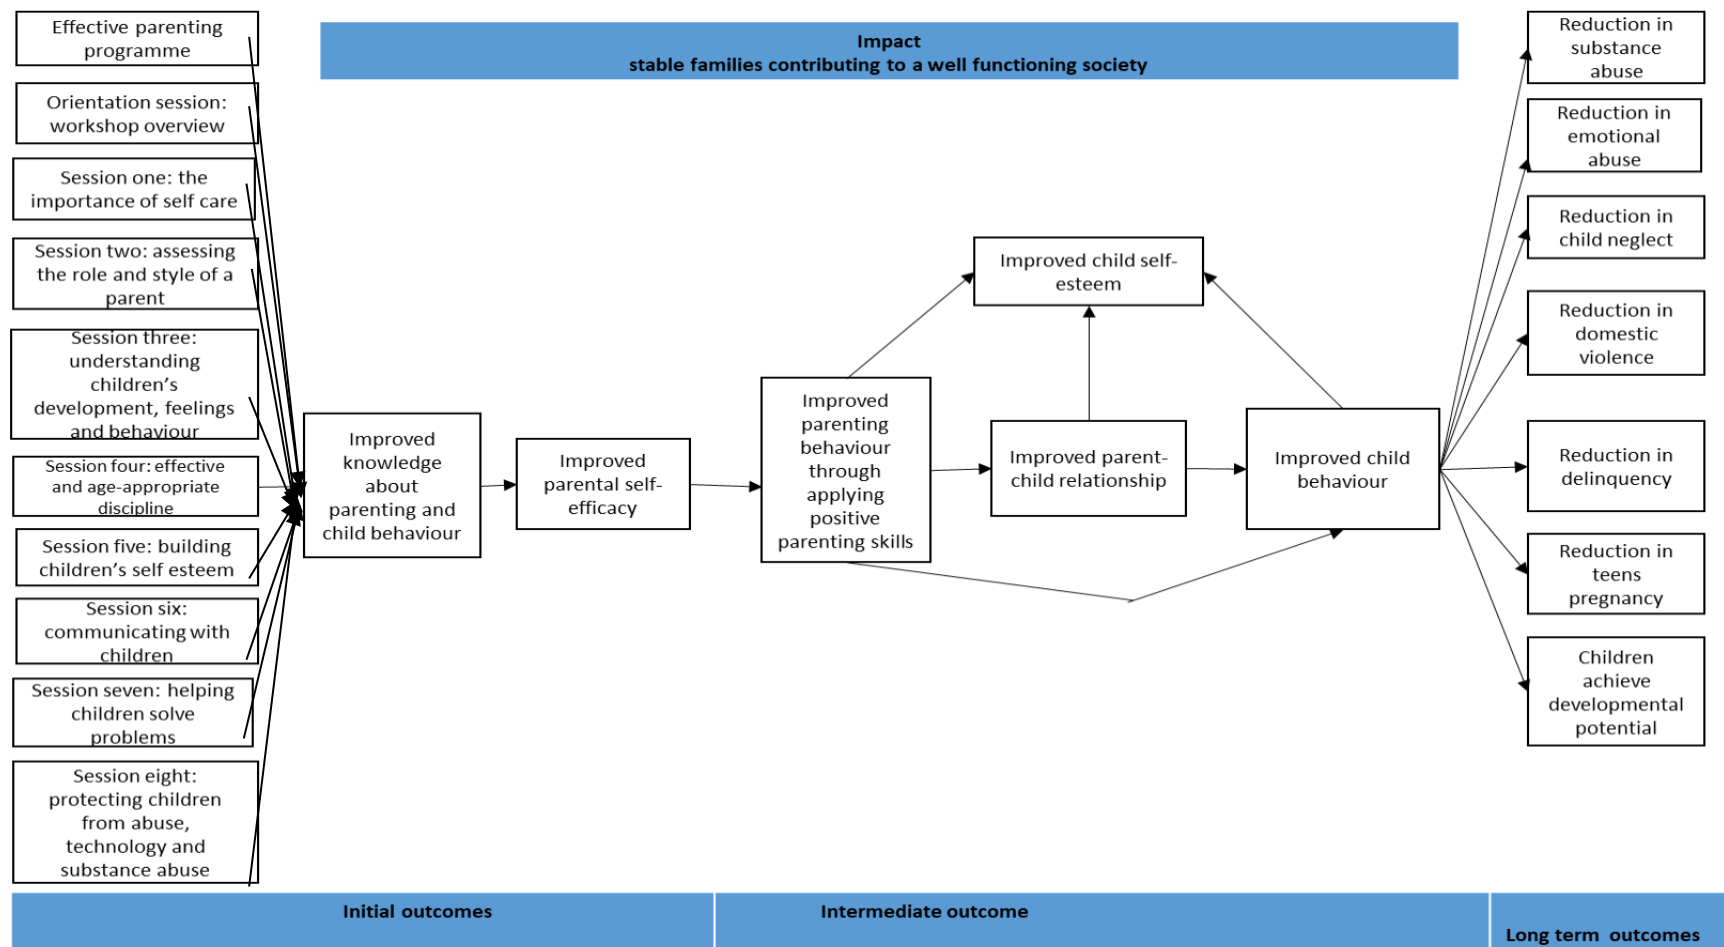 Effective parenting
programme
Orientation session:
workshop overview
Session one: the
importance of self care
Session two: assessing
the role and style of a
parent
Session three:
understanding
children’s
development, feelings
and behaviour
Session four: effective
and age-appropriate
discipline
Session five: building
children’s self esteem
Session six:
communicating with
children
Session seven: helping
children solve
problems
Session eight:
protecting children
from abuse,
technology and
substance abuse
Impact
stable families contributing to a well functioning society
Improved
knowledge
about
parenting and
child behaviour
Improved
parental self-
efficacy
Improved
parenting
behaviour
through
applying
positive
parenting skills
Improved child self-
esteem
Improved parent-
child relationship
Improved child
behaviour
Reduction in
substance
abuse
Reduction in
emotional
abuse
Reduction in
child neglect
Reduction in
domestic
violence
Reduction in
delinquency
Reduction in
teens
pregnancy
Children
achieve
developmental
potential
Initial outcomes
Intermediate outcome
Long term outcomes